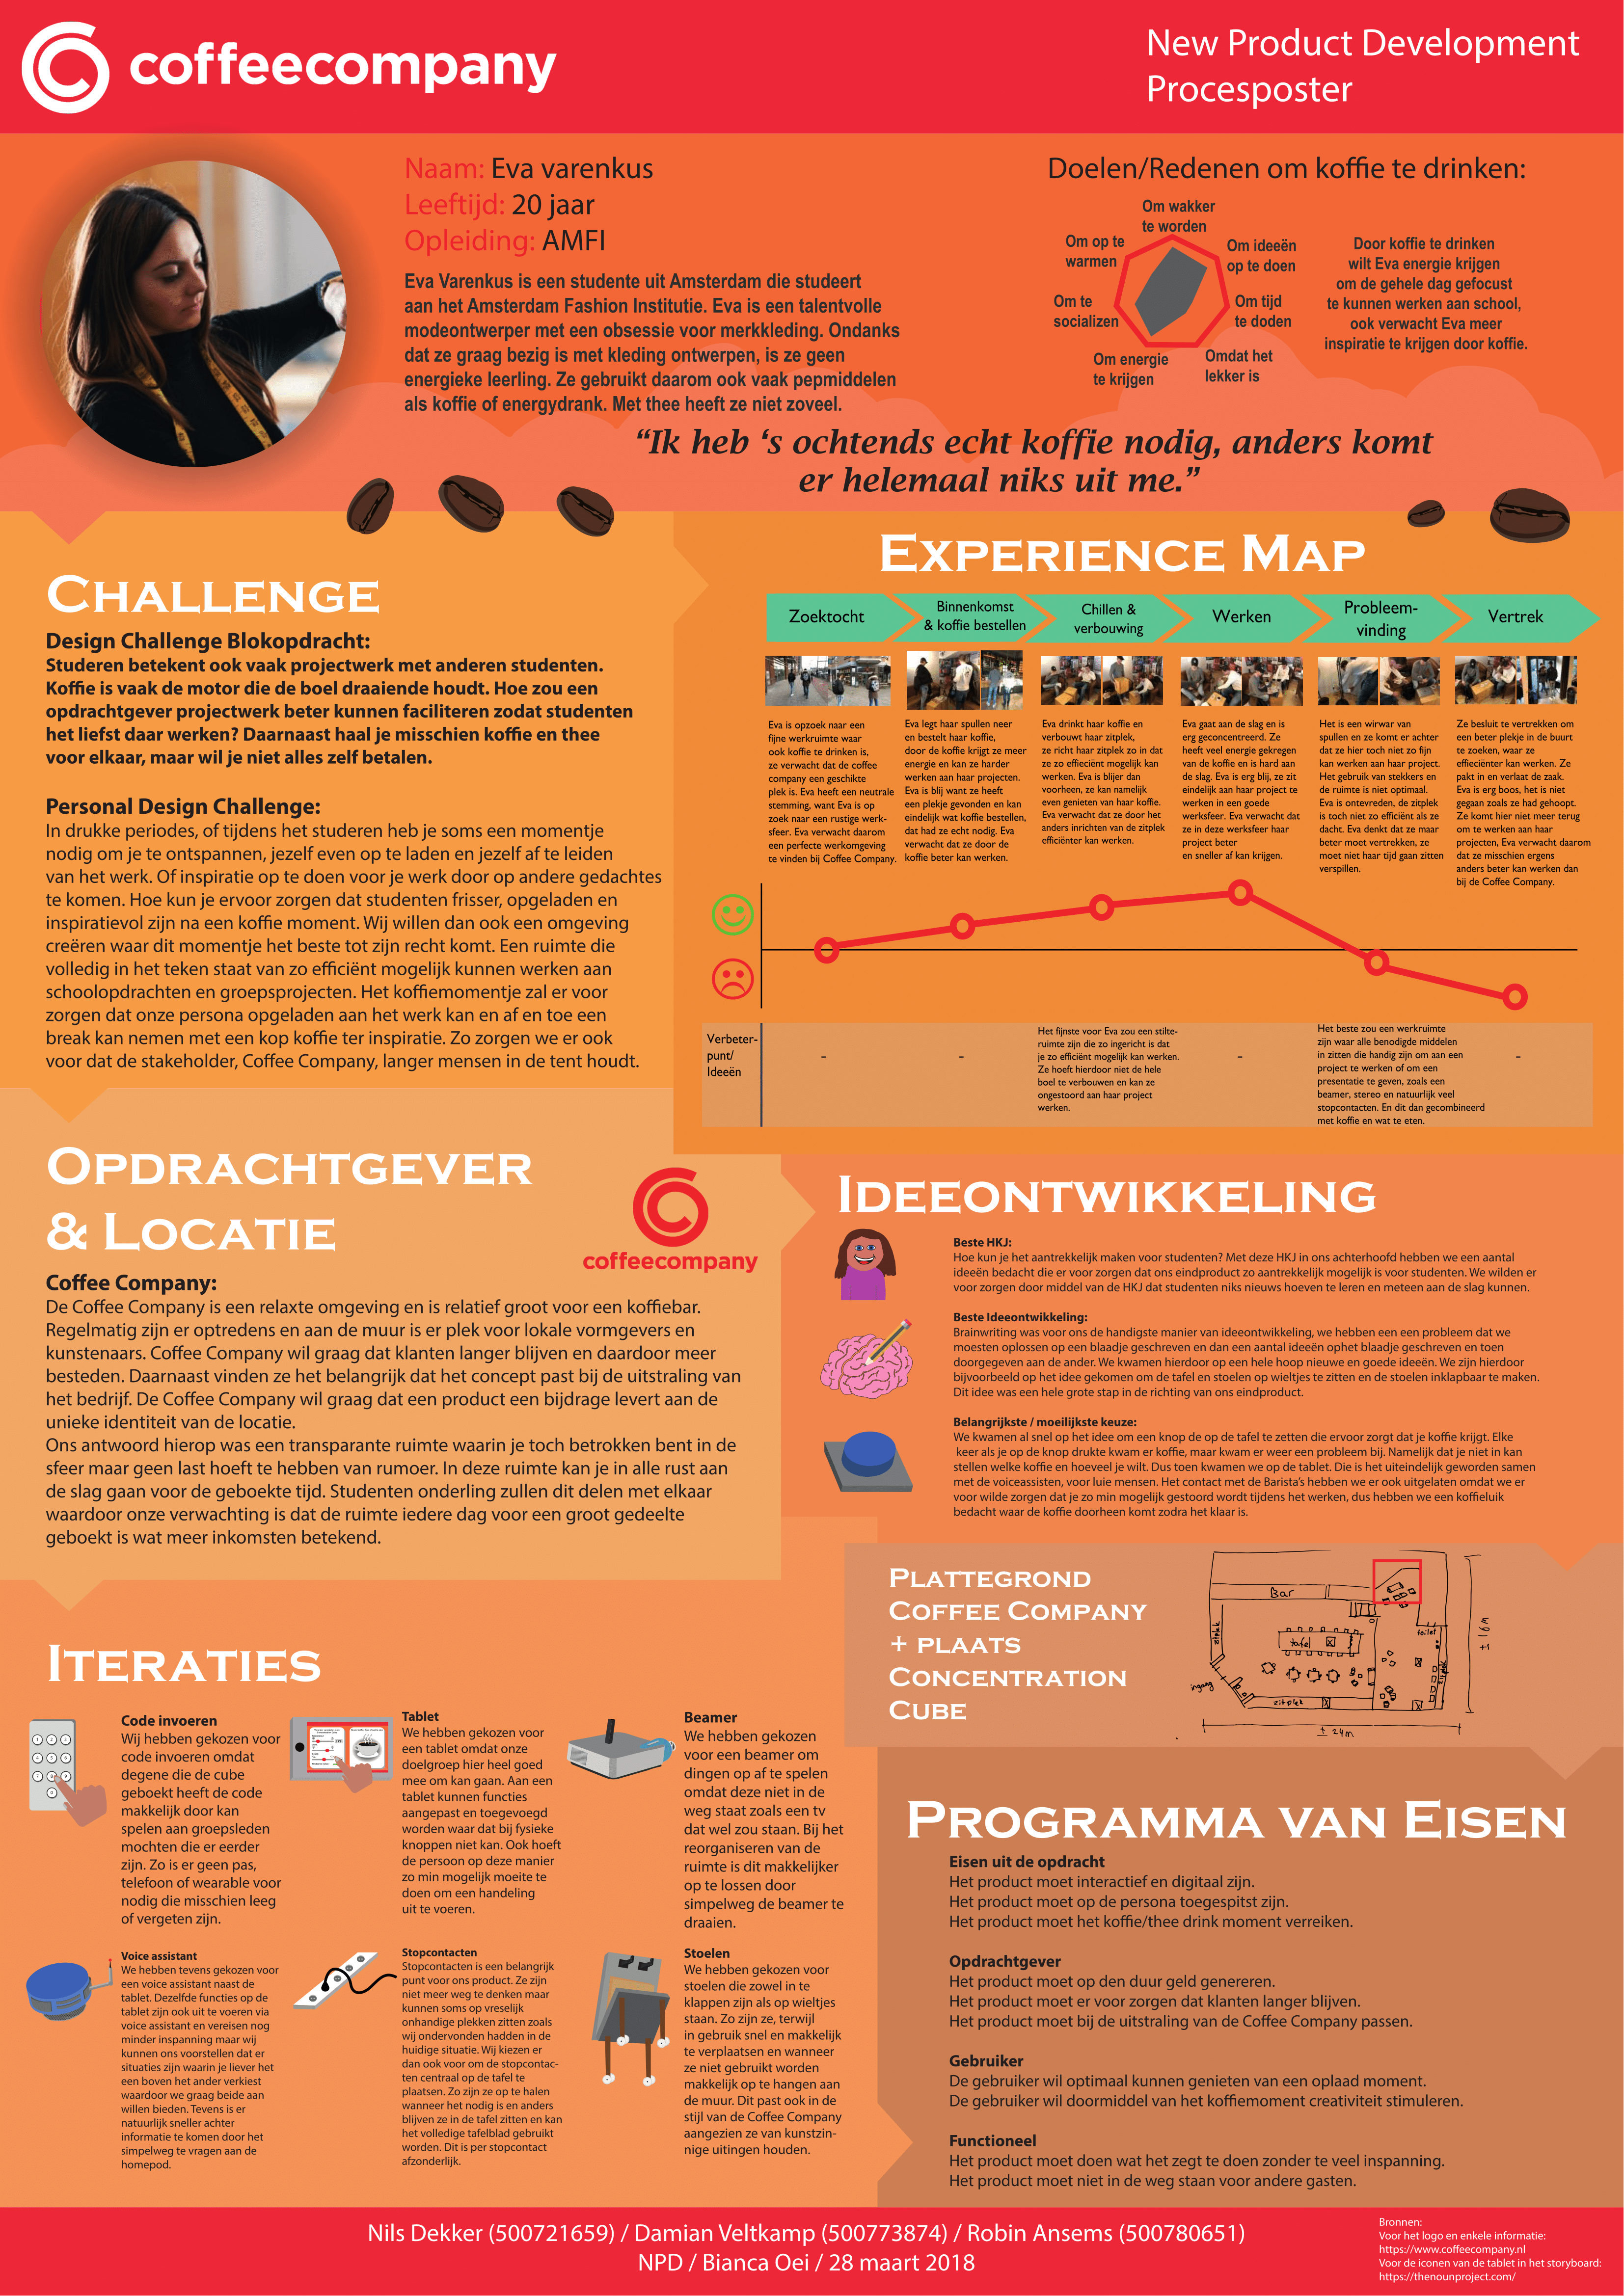 coffeecompany
New Product Development
Procesposter
Naam: Eva varenkus
Leeftijd: 20 jaar
Opleiding: AMFI
Eva Varenkus is een studente uit Amsterdam die studeert
aan het Amsterdam Fashion Institutie. Eva is een talentvolle
modeontwerper met een obsessie voor merkkleding. Ondanks
dat ze graag bezig is met kleding ontwerpen, is ze geen
energieke leerling. Ze gebruikt daarom ook vaak pepmiddelen
als koffie of energydrank. Met thee heeft ze niet zoveel.
Doelen/Redenen om koffie te drinken:
Om wakker
te worden
Om op te
warmen
Om ideeën
op te doen
Om te
socializen
Om tijd
te doden
Om energie
te krijgen
Omdat het
lekker is
Door koffie te drinken
wilt Eva energie krijgen
om de gehele dag gefocust
te kunnen werken aan school,
ook verwacht Eva meer
inspiratie te krijgen door koffie.
“Ik heb ‘s ochtends echt koffie nodig, anders komt
er helemaal niks uit me.”
Challenge
Design Challenge Blokopdracht:
Studeren betekent ook vaak projectwerk met anderen studenten.
Koffie is vaak de motor die de boel draaiende houdt. Hoe zou een
opdrachtgever projectwerk beter kunnen faciliteren zodat studenten
het liefst daar werken? Daarnaast haal je misschien koffie en thee
voor elkaar, maar wil je niet alles zelf betalen.
Personal Design Challenge:
In drukke periodes, of tijdens het studeren heb je soms een momentje
nodig om je te ontspannen, jezelf even op te laden en jezelf af te leiden
van het werk. Of inspiratie op te doen voor je werk door op andere gedachtes
te komen. Hoe kun je ervoor zorgen dat studenten frisser, opgeladen en
inspiratievol zijn na een koffie moment. Wij willen dan ook een omgeving
creëren waar dit momentje het beste tot zijn recht komt. Een ruimte die
volledig in het teken staat van zo efficiënt mogelijk kunnen werken aan
schoolopdrachten en groepsprojecten. Het koffiemomentje zal er voor
zorgen dat onze persona opgeladen aan het werk kan en af en toe een
break kan nemen met een kop koffie ter inspiratie. Zo zorgen we er ook
voor dat de stakeholder, Coffee Company, langer mensen in de tent houdt.
Experience Map
Zoektocht
Binnenkomst
& koffie bestellen
Chillen &
verbouwing
Werken
Probleem-
vinding
Vertrek
Eva is opzoek naar een
fijne werkruimte waar
ook koffie te drinken is,
ze verwacht dat de coffee
company een geschikte
plek is. Eva heeft een neutrale
stemming, want Eva is op
zoek naar een rustige werk-
sfeer. Eva verwacht daarom
een perfecte werkomgeving
te vinden bij Coffee Company.
Eva legt haar spullen neer
en bestelt haar koffie,
door de koffie krijgt ze meer
energie en kan ze harder
werken aan haar projecten.
Eva is blij want ze heeft
een plekje gevonden en kan
eindelijk wat koffie bestellen,
dat had ze echt nodig. Eva
verwacht dat ze door de
koffie beter kan werken.
Eva drinkt haar koffie en
verbouwt haar zitplek,
ze richt haar zitplek zo in dat
ze zo effieciënt mogelijk kan
werken. Eva is blijer dan
voorheen, ze kan namelijk
even genieten van haar koffie.
Eva verwacht dat ze door het
anders inrichten van de zitplek
efficiënter kan werken.
Eva gaat aan de slag en is
erg geconcentreerd. Ze
heeft veel energie gekregen
van de koffie en is hard aan
de slag. Eva is erg blij, ze zit
eindelijk aan haar project te
werken in een goede
werksfeer. Eva verwacht dat
ze in deze werksfeer haar
project beter
en sneller af kan krijgen.
Het is een wirwar van
spullen en ze komt er achter
dat ze hier toch niet zo fijn
kan werken aan haar project.
Het gebruik van stekkers en
de ruimte is niet optimaal.
Eva is ontevreden, de zitplek
is toch niet zo efficiënt als ze
dacht. Eva denkt dat ze maar
beter moet vertrekken, ze
moet niet haar tijd gaan zitten
verspillen.
Ze besluit te vertrekken om
een beter plekje in de buurt
te zoeken, waar ze
effieciënter kan werken. Ze
pakt in en verlaat de zaak.
Eva is erg boos, het is niet
gegaan zoals ze had gehoopt.
Ze komt hier niet meer terug
om te werken aan haar
projecten, Eva verwacht daarom
dat ze misschien ergens
anders beter kan werken dan
bij de Coffee Company.
Verbeter-
punt/
Ideeën
–
–
Het fijnste voor Eva zou een stilte-
ruimte zijn die zo ingericht is dat
je zo efficiënt mogelijk kan werken.
Ze hoeft hierdoor niet de hele
boel te verbouwen en kan ze
ongestoord aan haar project
werken.
–
Het beste zou een werkruimte
zijn waar alle benodigde middelen
in zitten die handig zijn om aan een
project te werken of om een
presentatie te geven, zoals een
beamer, stereo en natuurlijk veel
stopcontacten. En dit dan gecombineerd
met koffie en wat te eten.
–
Opdrachtgever
& Locatie
coffeecompany
Coffee Company:
De Coffee Company is een relaxte omgeving en is relatief groot voor een koffiebar.
Regelmatig zijn er optredens en aan de muur is er plek voor lokale vormgevers en
kunstenaars. Coffee Company wil graag dat klanten langer blijven en daardoor meer
besteden. Daarnaast vinden ze het belangrijk dat het concept past bij de uitstraling van
het bedrijf. De Coffee Company wil graag dat een product een bijdrage levert aan de
unieke identiteit van de locatie.
Ons antwoord hierop was een transparante ruimte waarin je toch betrokken bent in de
sfeer maar geen last hoeft te hebben van rumoer. In deze ruimte kan je in alle rust aan
de slag gaan voor de geboekte tijd. Studenten onderling zullen dit delen met elkaar
waardoor onze verwachting is dat de ruimte iedere dag voor een groot gedeelte
geboekt is wat meer inkomsten betekend.
Ideeontwikkeling
Beste HKJ:
Hoe kun je het aantrekkelijk maken voor studenten? Met deze HKJ in ons achterhoofd hebben we een aantal
ideeën bedacht die er voor zorgen dat ons eindproduct zo aantrekkelijk mogelijk is voor studenten. We wilden er
voor zorgen door middel van de HKJ dat studenten niks nieuws hoeven te leren en meteen aan de slag kunnen.
Beste Ideeontwikkeling:
Brainwriting was voor ons de handigste manier van ideeontwikkeling, we hebben een een probleem dat we
moesten oplossen op een blaadje geschreven en dan een aantal ideeën ophet blaadje geschreven en toen
doorgegeven aan de ander. We kwamen hierdoor op een hele hoop nieuwe en goede ideeën. We zijn hierdoor
bijvoorbeeld op het idee gekomen om de tafel en stoelen op wieltjes te zitten en de stoelen inklapbaar te maken.
Dit idee was een hele grote stap in de richting van ons eindproduct.
Belangrijkste / moeilijkste keuze:
We kwamen al snel op het idee om een knop de op de tafel te zetten die ervoor zorgt dat je koffie krijgt. Elke
keer als je op de knop drukte kwam er koffie, maar kwam er weer een probleem bij. Namelijk dat je niet in kan
stellen welke koffie en hoeveel je wilt. Dus toen kwamen we op de tablet. Die is het uiteindelijk geworden samen
met de voiceassisten, voor luie mensen. Het contact met de Barista’s hebben we er ook uitgelaten omdat we er
voor wilde zorgen dat je zo min mogelijk gestoord wordt tijdens het werken, dus hebben we een koffieluik
bedacht waar de koffie doorheen komt zodra het klaar is.
Plattegrond
Coffee Company
+ plaats
Concentration
Cube
Bar
tafel
toilet
zitplek
ingang
zitplek
± 16m
± 24m
Iteraties
Code invoeren
Wij hebben gekozen voor
code invoeren omdat
degene die de cube
geboekt heeft de code
makkelijk door kan
spelen aan groepsleden
mochten die er eerder
zijn. Zo is er geen pas,
telefoon of wearable voor
nodig die misschien leeg
of vergeten zijn.
Tablet
We hebben gekozen voor
een tablet omdat onze
doelgroep hier heel goed
mee om kan gaan. Aan een
tablet kunnen functies
aangepast en toegevoegd
worden waar dat bij fysieke
knoppen niet kan. Ook hoeft
de persoon op deze manier
zo min mogelijk moeite te
doen om een handeling
uit te voeren.
Beamer
We hebben gekozen
voor een beamer om
dingen op af te spelen
omdat deze niet in de
weg staat zoals een tv
dat wel zou staan. Bij het
reorganiseren van de
ruimte is dit makkelijker
op te lossen door
simpelweg de beamer te
draaien.
Voice assistant
We hebben tevens gekozen voor
een voice assistant naast de
tablet. Dezelfde functies op de
tablet zijn ook uit te voeren via
voice assistant en vereisen nog
minder inspanning maar wij
kunnen ons voorstellen dat er
situaties zijn waarin je liever het
een boven het ander verkiest
waardoor we graag beide aan
willen bieden. Tevens is er
natuurlijk sneller achter
informatie te komen door het
simpelweg te vragen aan de
homepod.
Stopcontacten
Stopcontacten is een belangrijk
punt voor ons product. Ze zijn
niet meer weg te denken maar
kunnen soms op vreselijk
onhandige plekken zitten zoals
wij ondervonden hadden in de
huidige situatie. Wij kiezen er
dan ook voor om de stopcontac-
ten centraal op de tafel te
plaatsen. Zo zijn ze op te halen
wanneer het nodig is en anders
blijven ze in de tafel zitten en kan
het volledige tafelblad gebruikt
worden. Dit is per stopcontact
afzonderlijk.
Stoelen
We hebben gekozen voor
stoelen die zowel in te
klappen zijn als op wieltjes
staan. Zo zijn ze, terwijl
in gebruik snel en makkelijk
te verplaatsen en wanneer
ze niet gebruikt worden
makkelijk op te hangen aan
de muur. Dit past ook in de
stijl van de Coffee Company
aangezien ze van kunstzin-
nige uitingen houden.
Programma van Eisen
Eisen uit de opdracht
Het product moet interactief en digitaal zijn.
Het product moet op de persona toegespitst zijn.
Het product moet het koffie/thee drink moment verreiken.
Opdrachtgever
Het product moet op den duur geld genereren.
Het product moet er voor zorgen dat klanten langer blijven.
Het product moet bij de uitstraling van de Coffee Company passen.
Gebruiker
De gebruiker wil optimaal kunnen genieten van een oplaad moment.
De gebruiker wil doormiddel van het koffiemoment creativiteit stimuleren.
Functioneel
Het product moet doen wat het zegt te doen zonder te veel inspanning.
Het product moet niet in de weg staan voor andere gasten.
Nils Dekker (500721659) / Damian Veltkamp (500773874) / Robin Ansems (500780651)
NPD / Bianca Oei / 28 maart 2018
Bronnen:
Voor het logo en enkele informatie:
https://www.coffeecompany.nl
Voor de iconen van de tablet in het storyboard:
https://thenounproject.com/